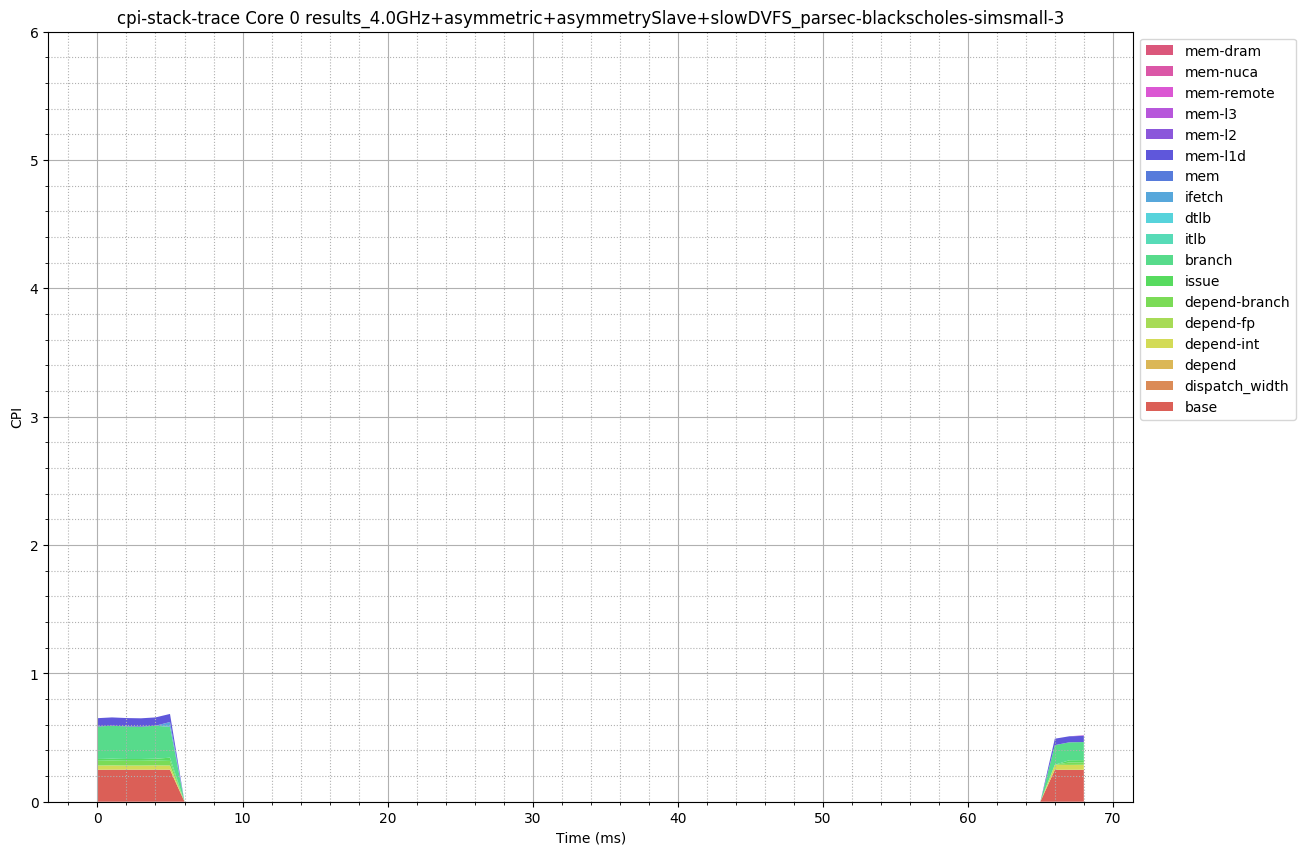 cpi-stack-trace Core 0 results_4.0GHz+asymmetric+asymmetrySlave+slowDVFS_parsec-blackscholes-simsmall-3
6
5
4
3
2
1
0
CPI
0 10 20 30 40 50 60 70
Time (ms)
mem-dram
mem-nuca
mem-remote
mem-l3
mem-l2
mem-l1d
mem
ifetch
dtlb
itlb
branch
issue
depend-branch
depend-fp
depend-int
depend
dispatch_width
base